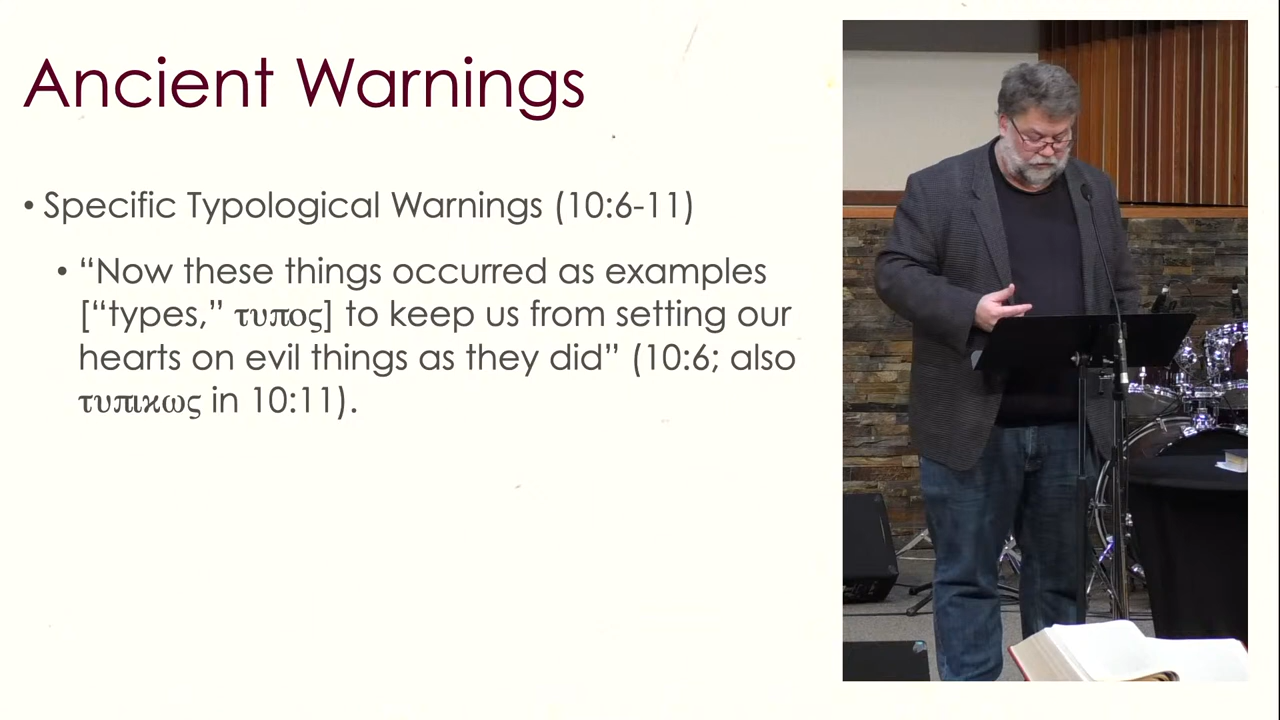 Ancient Warnings
• Specific Typological Warnings (10:6-11)
• “Now these things occurred as examples
[“types,” τυπος] to keep us from setting our
hearts on evil things as they did” (10:6; also
τυπικως in 10:11).